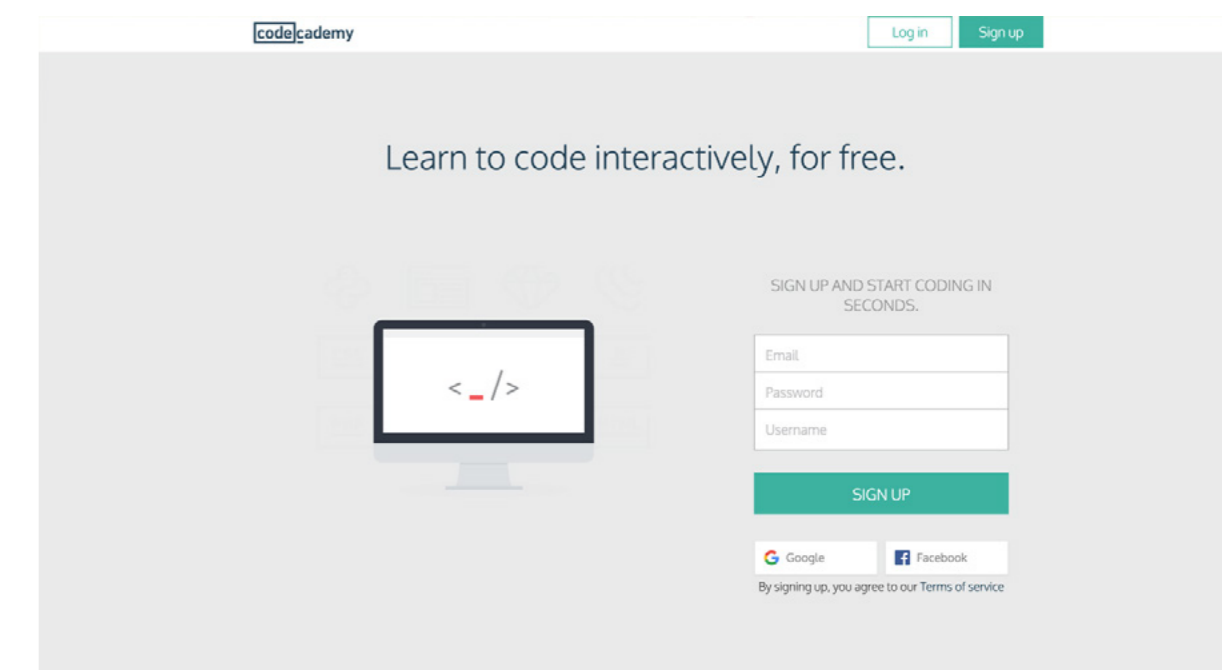 codecademy
Log in
Sign up
Learn to code interactively, for free.
SIGN UP AND START CODING IN
SECONDS.
< _ />
Email
Password
Username
SIGN UP
Google
Facebook
By signing up, you agree to our Terms of service